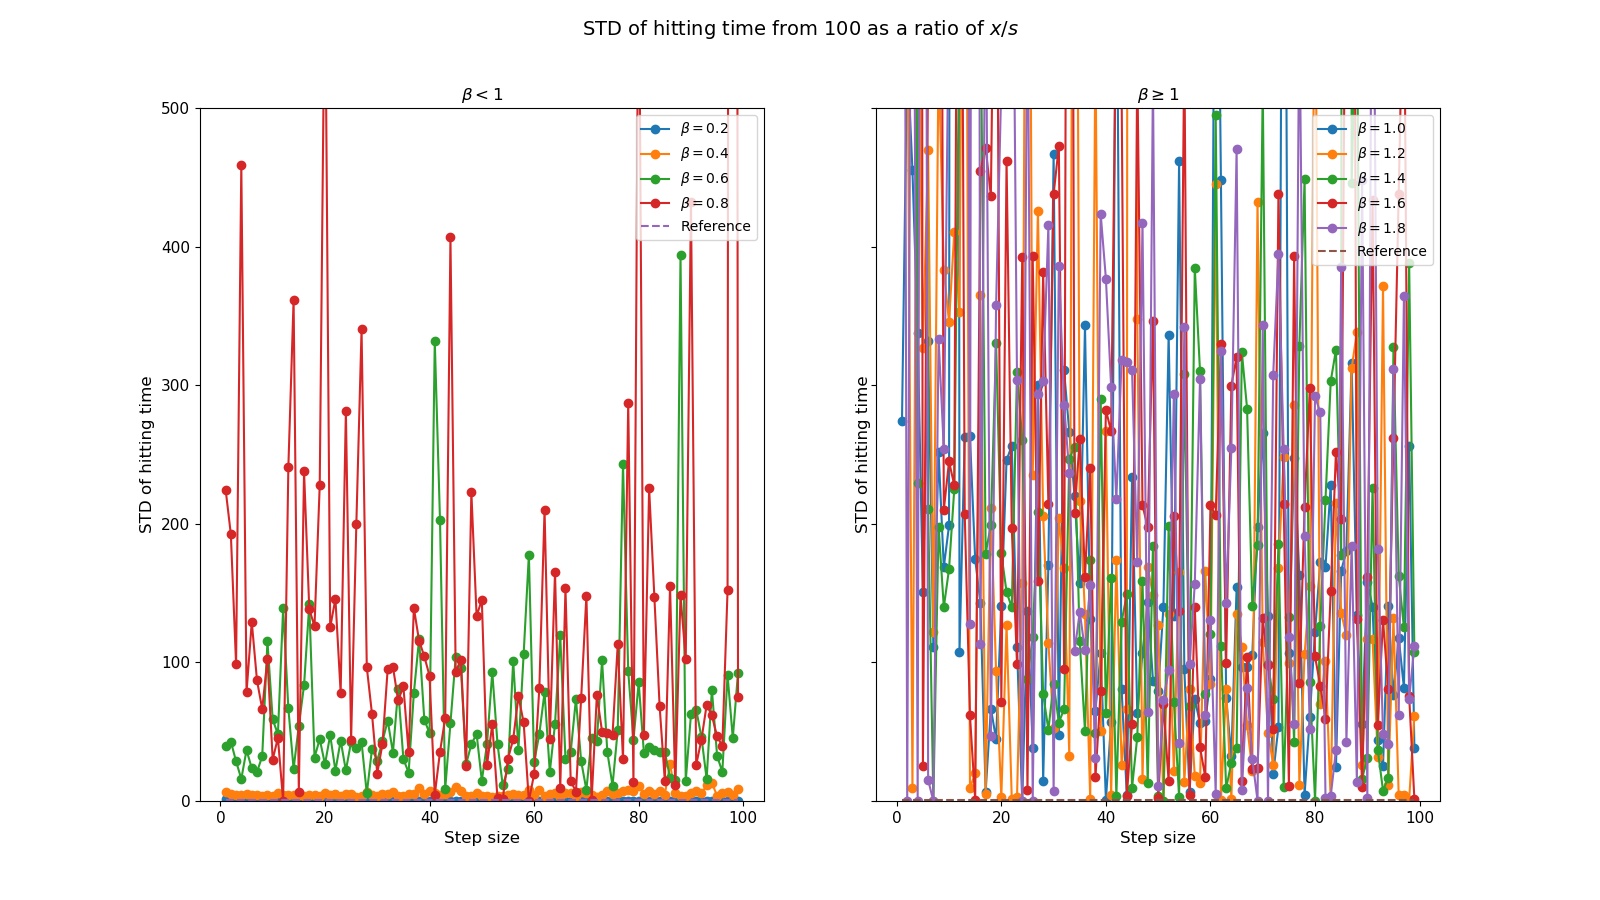 STD of hitting time from 100 as a ratio of x/s
β < 1
STD of hitting time
500
400
300
200
100
0
0 20 40 60 80 100
Step size
β = 0.2
β = 0.4
β = 0.6
β = 0.8
Reference
β ≥ 1
STD of hitting time
0 20 40 60 80 100
Step size
β = 1.0
β = 1.2
β = 1.4
β = 1.6
β = 1.8
Reference